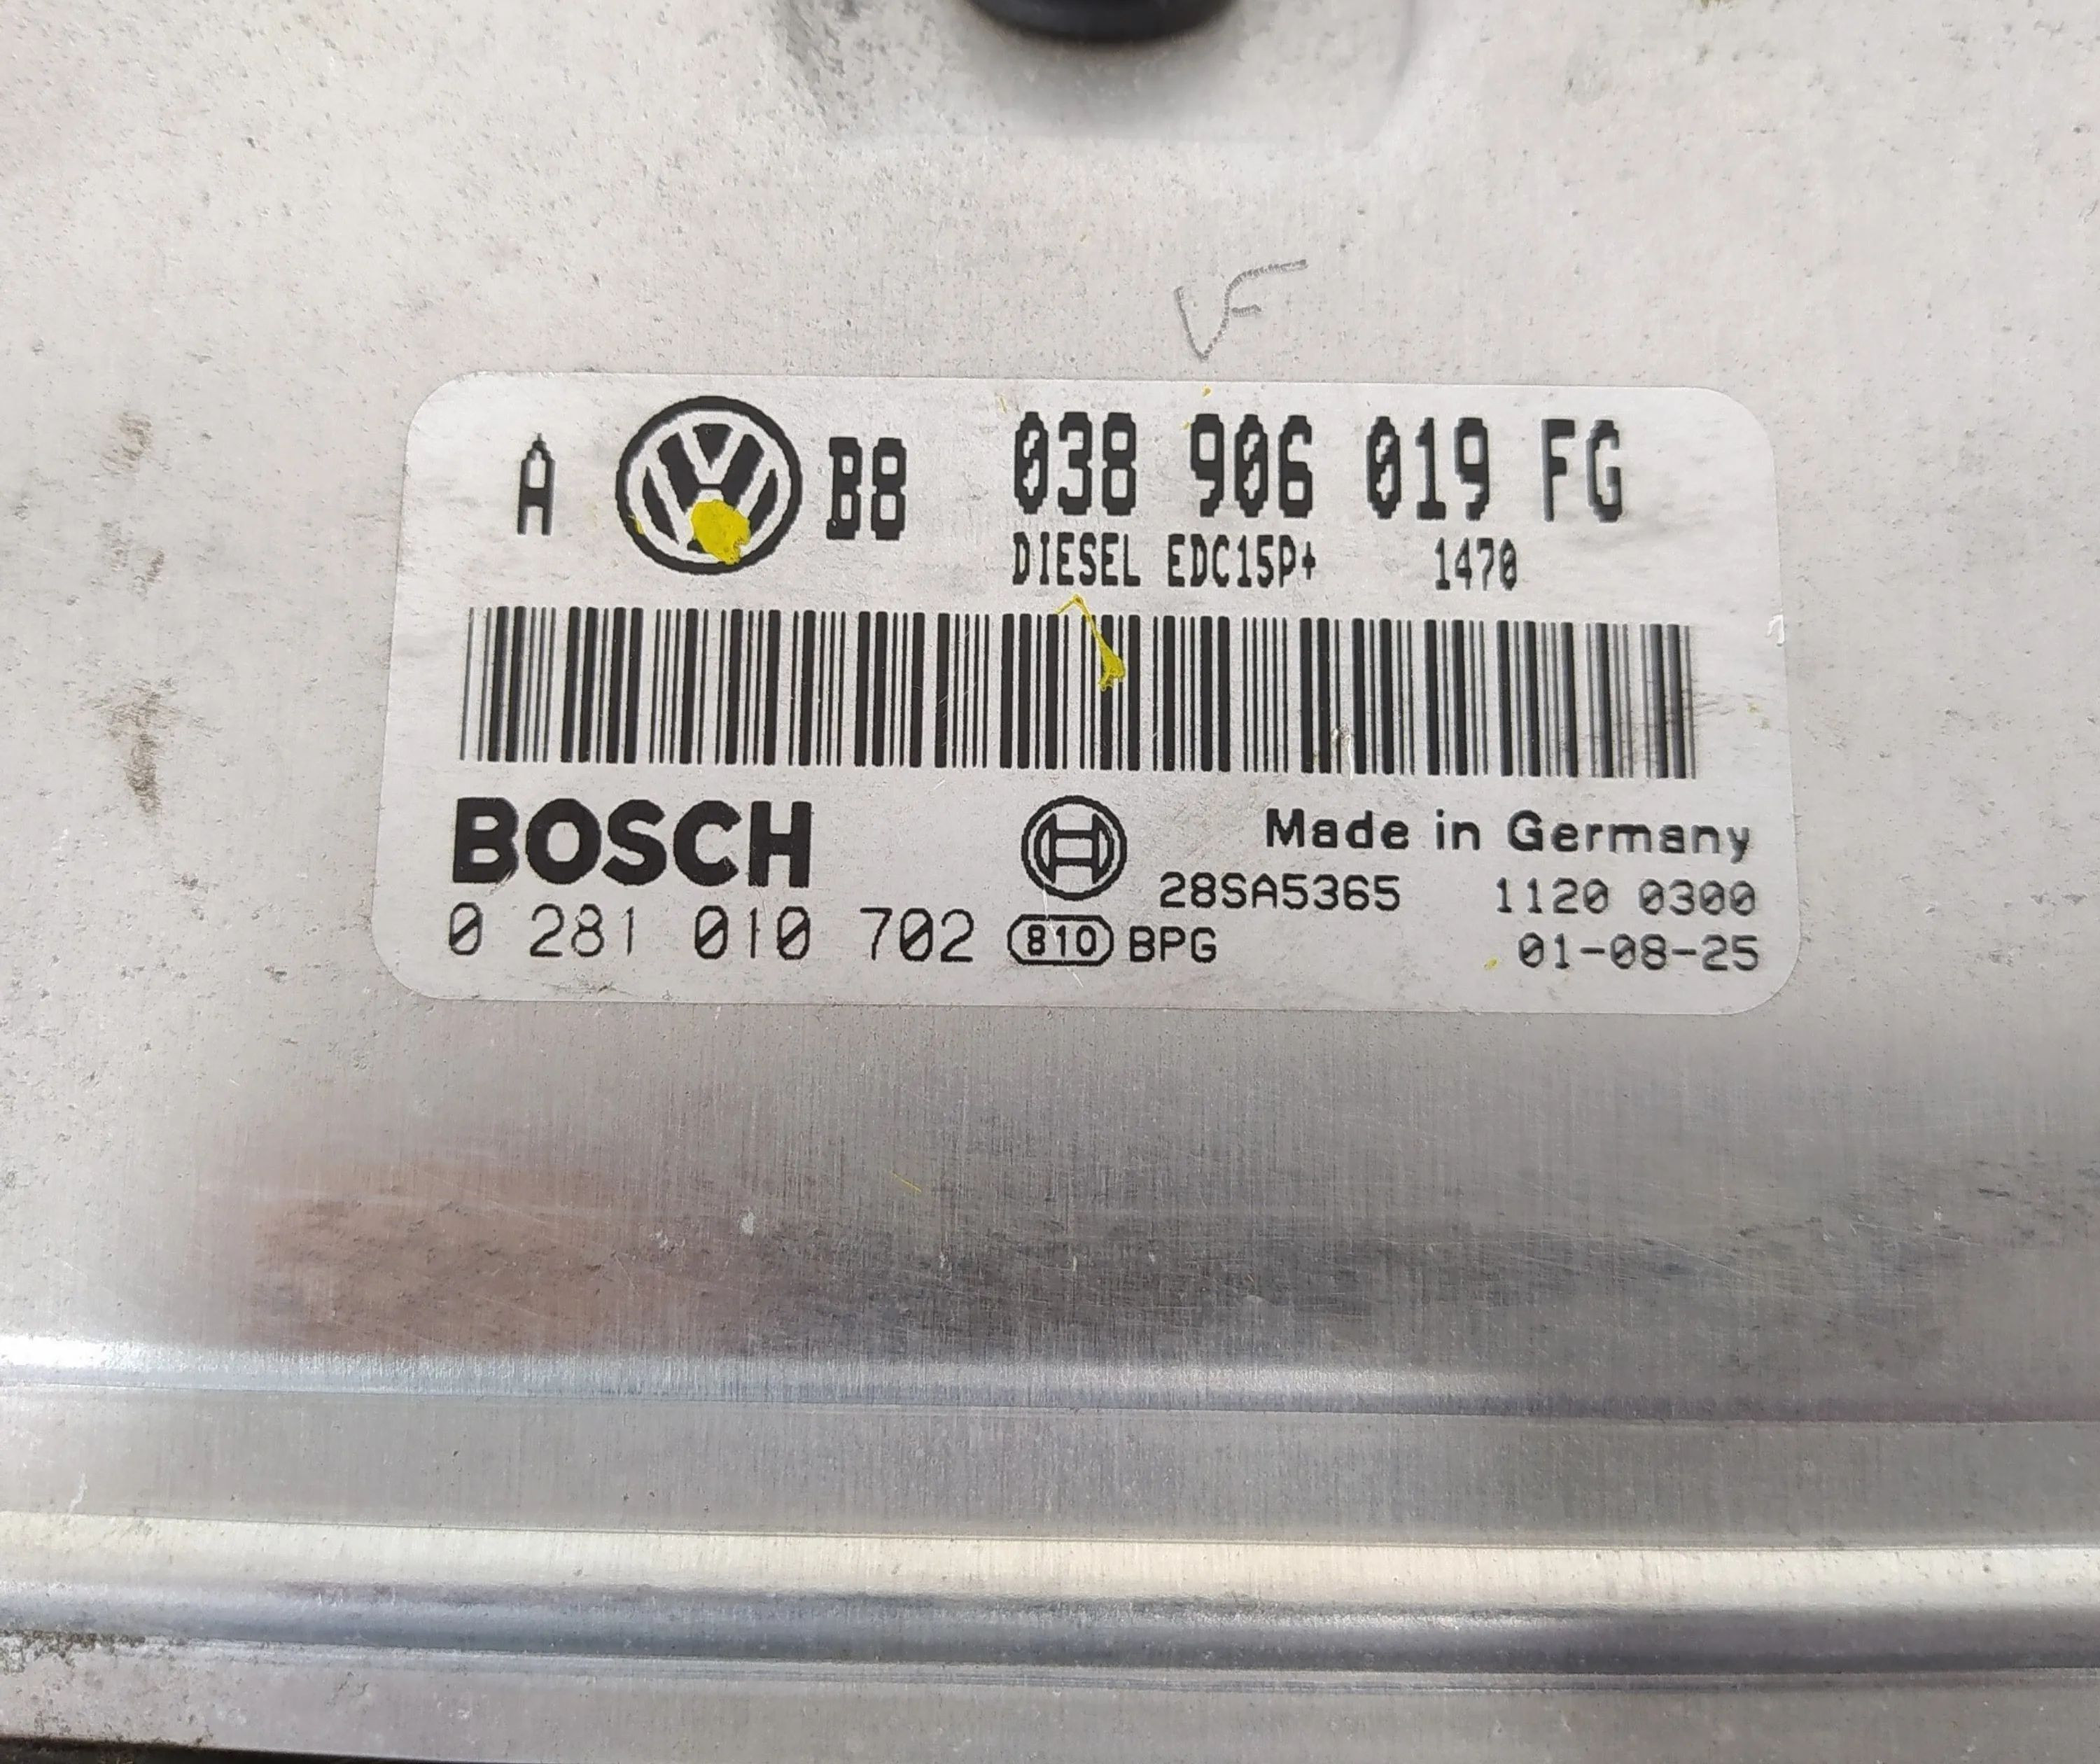 VF
A VW B8 038 906 019 FG
DIESEL EDC15P+ 1470
BOSCH Made in Germany
28SA5365 1120 0300
0 281 010 702 810 BPG 01-08-25